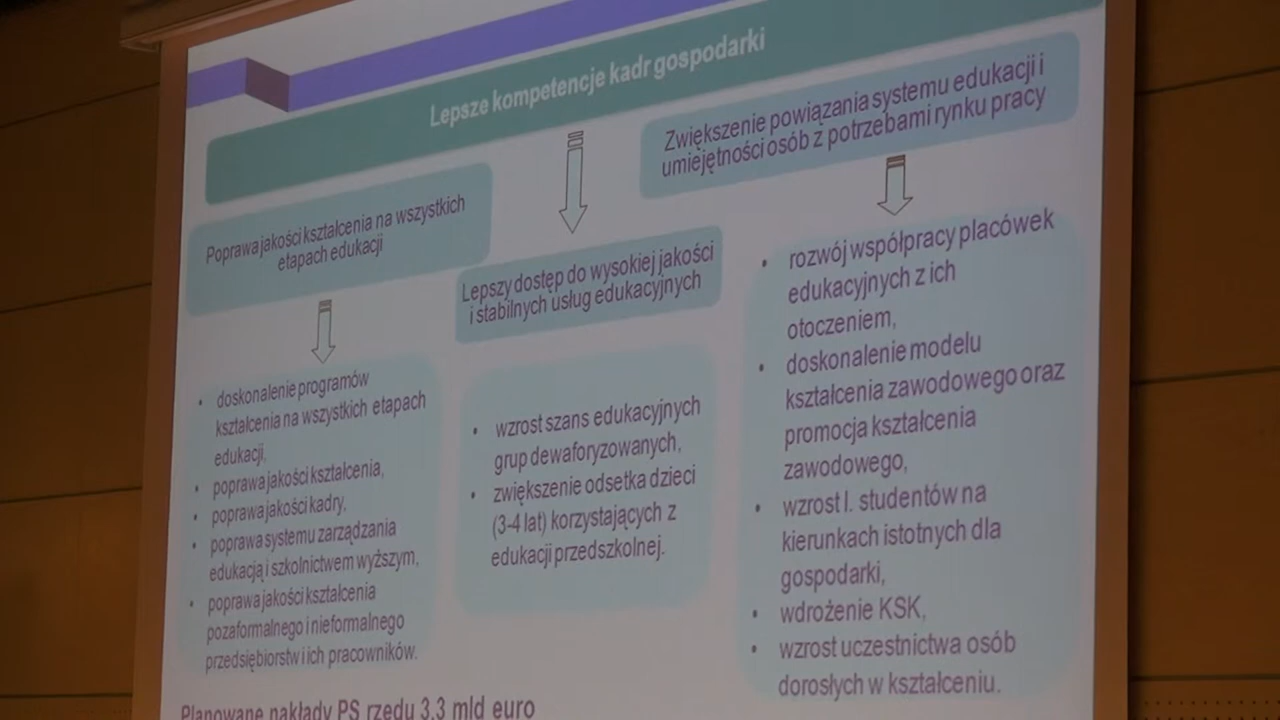 Lepsze kompetencje kadr gospodarki
Poprawa jakości kształcenia na wszystkich
etapach edukacji
• doskonalenie programów
kształcenia na wszystkich etapach
edukacji,
• poprawa jakości kształcenia,
• poprawa jakości kadry,
• poprawa systemu zarządzania
edukacją i szkolnictwem wyższym,
• poprawa jakości kształcenia
pozaformalnego i nieformalnego
przedsiębiorstw i ich pracowników.
Lepszy dostęp do wysokiej jakości
i stabilnych usług edukacyjnych
• wzrost szans edukacyjnych
grup dewaforyzowanych,
• zwiększenie odsetka dzieci
(3-4 lat) korzystających z
edukacji przedszkolnej.
Zwiększenie powiązania systemu edukacji i
umiejętności osób z potrzebami rynku pracy
• rozwój współpracy placówek
edukacyjnych z ich
otoczeniem,
• doskonalenie modelu
kształcenia zawodowego oraz
promocja kształcenia
zawodowego,
• wzrost l. studentów na
kierunkach istotnych dla
gospodarki,
• wdrożenie KSK,
• wzrost uczestnictwa osób
dorosłych w kształceniu.
Planowane nakłady PS rzędu 3,3 mld euro